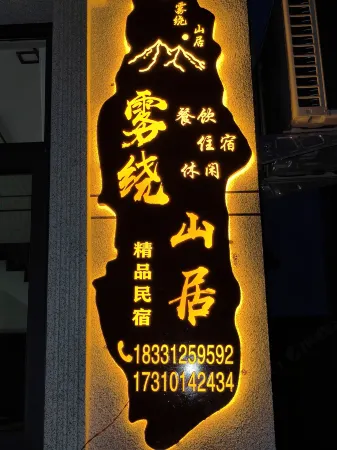 雾绕
山居
雾绕
山居
餐饮
住宿
休闲
精品民宿
18331259592
17310142434